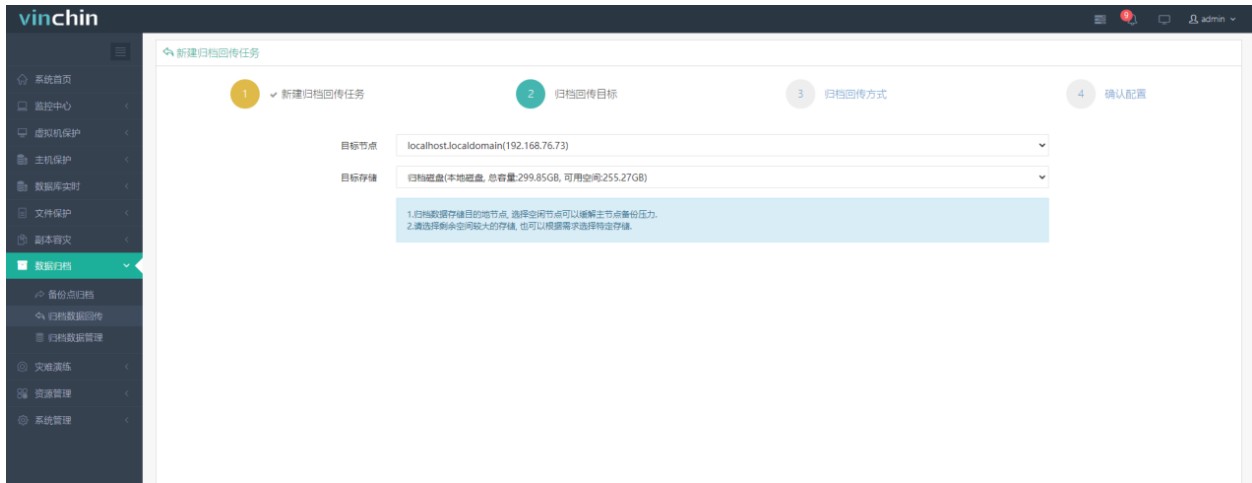 vinchin
9
admin
新建归档回传任务
系统首页
监控中心
虚拟机保护
主机保护
数据库实时
文件保护
副本容灾
数据归档
备份点归档
归档数据回传
归档数据管理
灾难演练
资源管理
系统管理
1 新建归档回传任务
2 归档回传目标
3 归档回传方式
4 确认配置
目标节点 localhost.localdomain(192.168.76.73)
目标存储 归档磁盘(本地磁盘, 总容量:299.85GB, 可用空间:255.27GB)
1.归档数据存储目的地节点, 选择空闲节点可以缓解主节点备份压力.
2.请选择剩余空间较大的存储, 也可以根据需求选择特定存储.